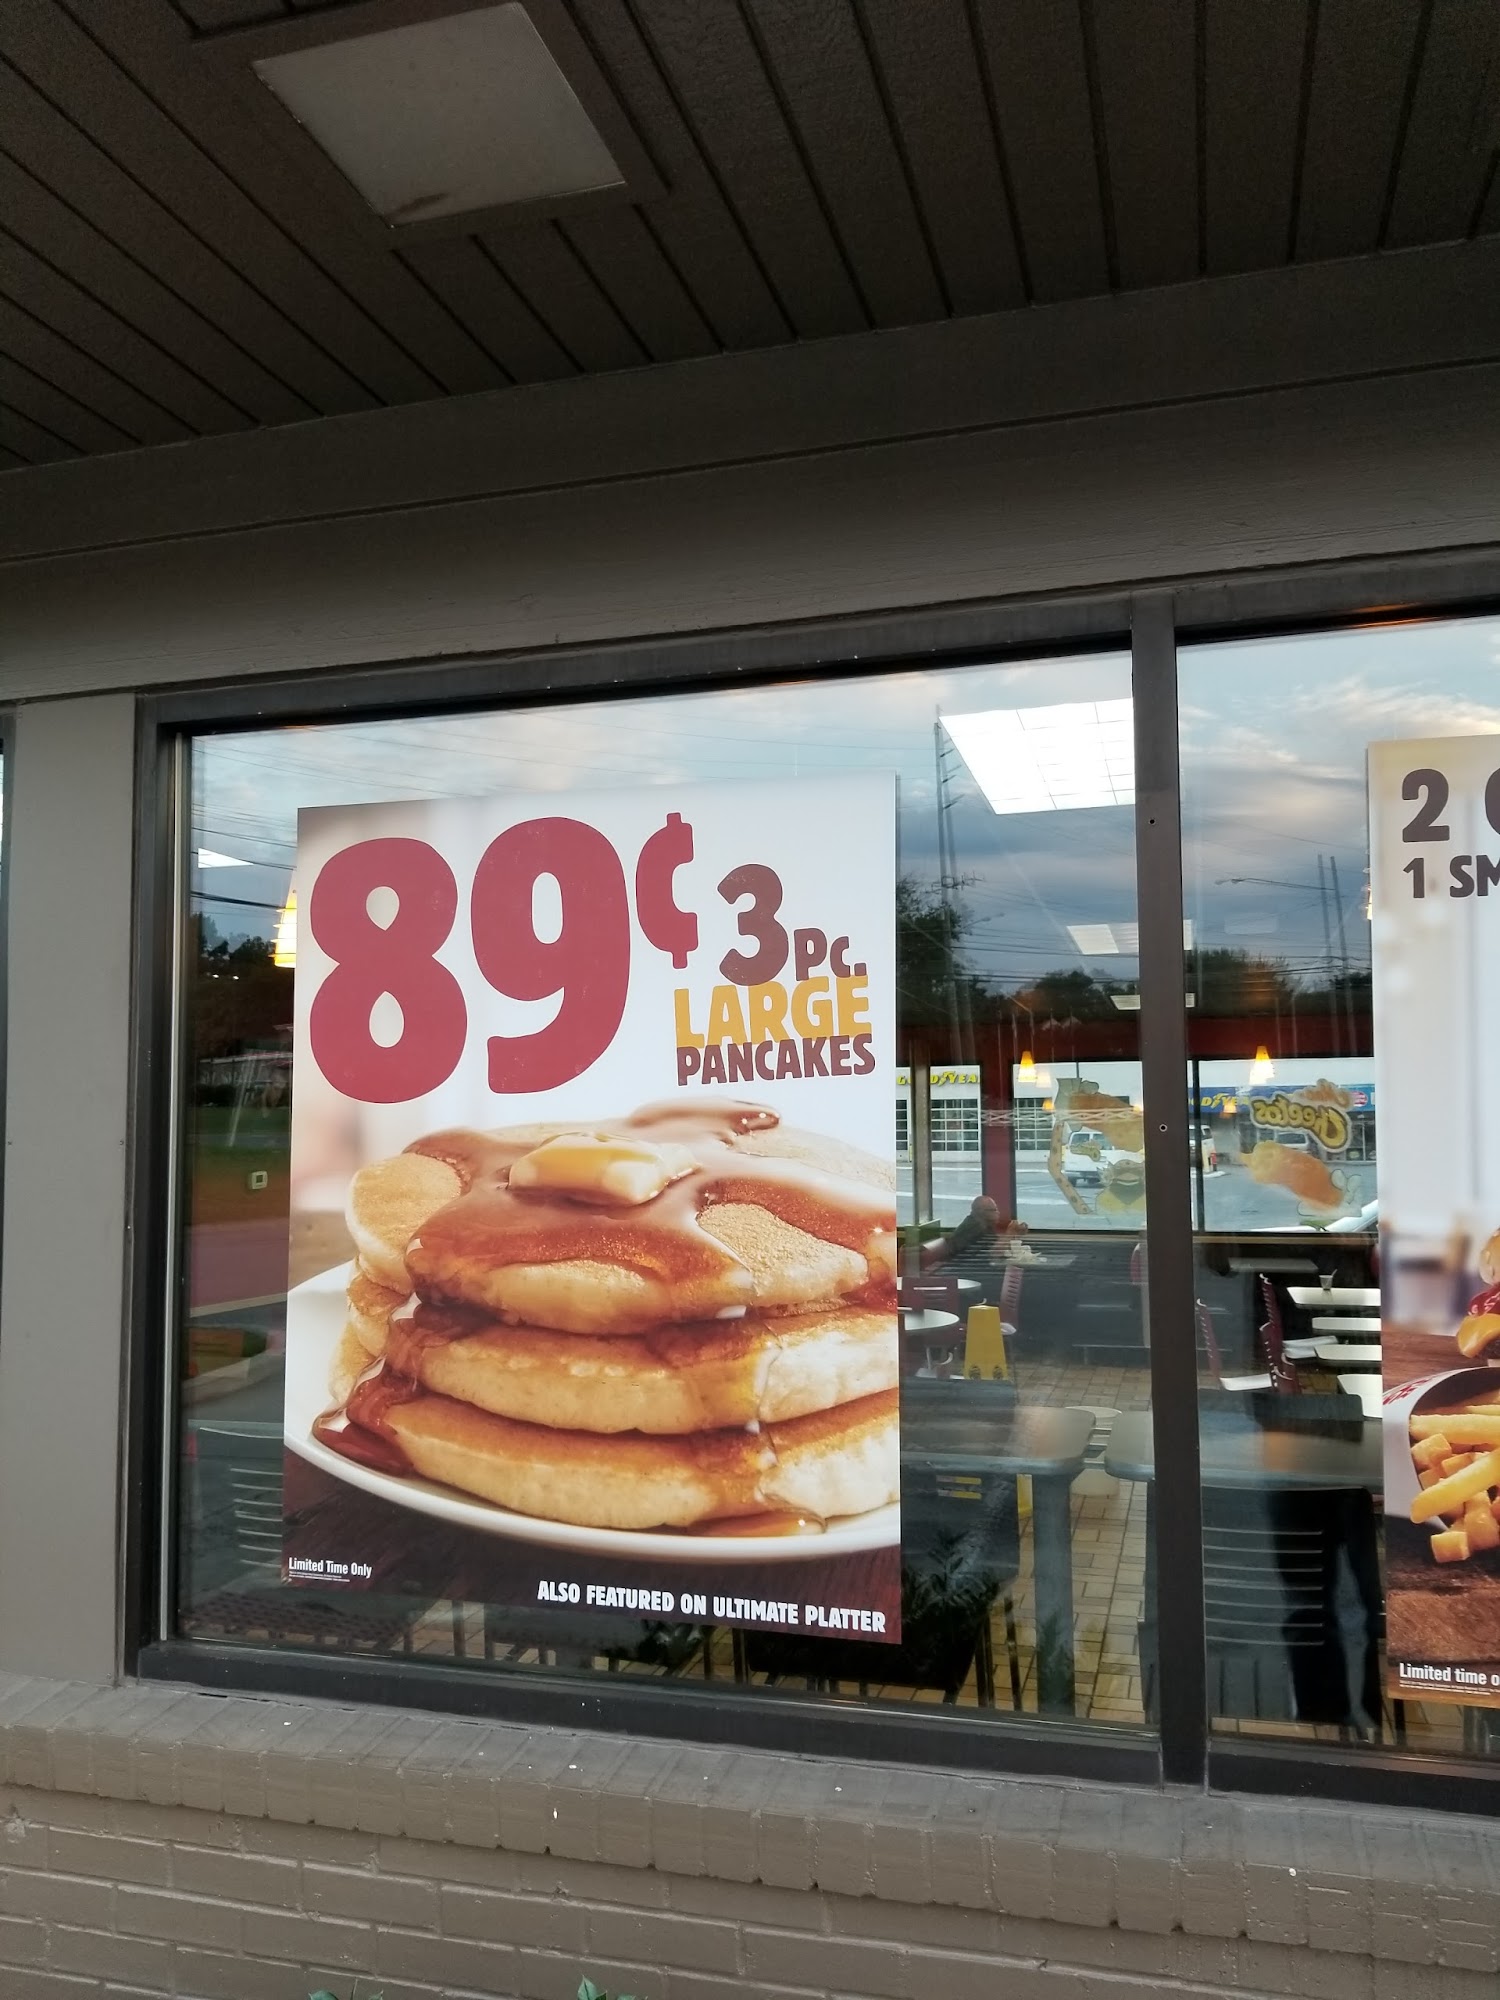 89¢
3 Pc.
LARGE
PANCAKES
Limited Time Only
ALSO FEATURED ON ULTIMATE PLATTER
2
1 SM
Limited time o
GOODYEA
Cheetos